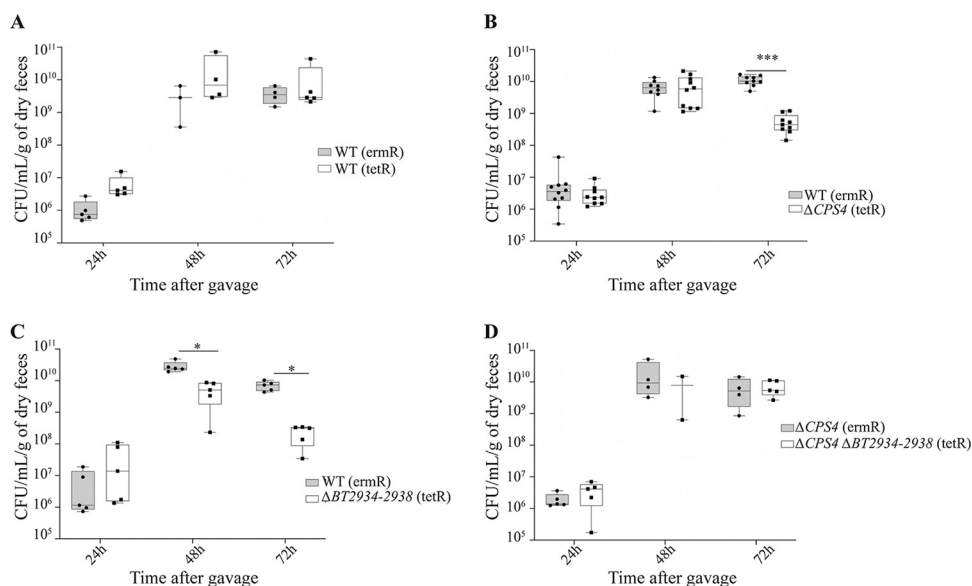 A
CFU/mL/g of dry feces
10¹¹
10¹⁰
10⁹
10⁸
10⁷
10⁶
10⁵
24h
48h
72h
Time after gavage
WT (ermR)
WT (tetR)
B
CFU/mL/g of dry feces
10¹¹
10¹⁰
10⁹
10⁸
10⁷
10⁶
10⁵
***
24h
48h
72h
Time after gavage
WT (ermR)
ΔCPS4 (tetR)
C
CFU/mL/g of dry feces
10¹¹
10¹⁰
10⁹
10⁸
10⁷
10⁶
10⁵
*
*
24h
48h
72h
Time after gavage
WT (ermR)
ΔBT2934-2938 (tetR)
D
CFU/mL/g of dry feces
10¹¹
10¹⁰
10⁹
10⁸
10⁷
10⁶
10⁵
24h
48h
72h
Time after gavage
ΔCPS4 (ermR)
ΔCPS4 ΔBT2934-2938 (tetR)